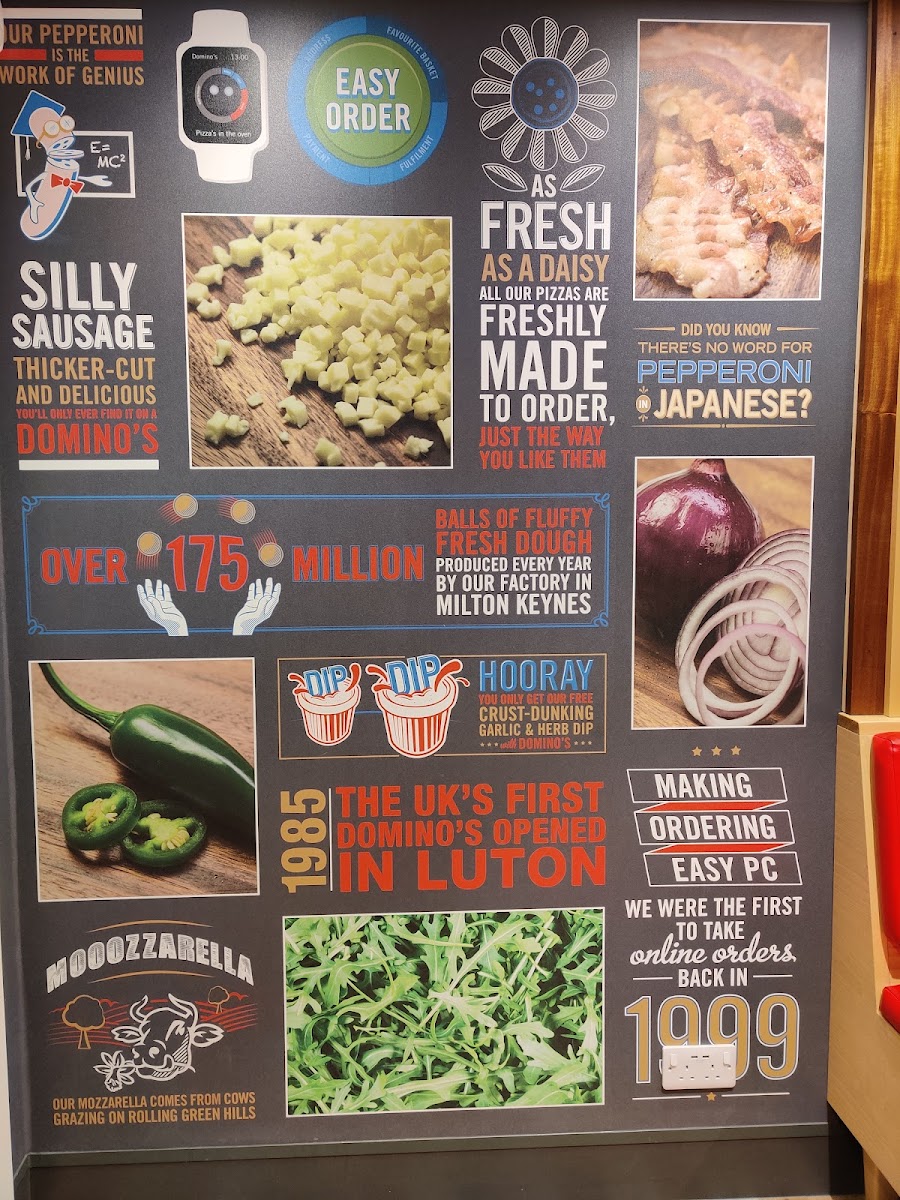 OUR PEPPERONI
IS THE
WORK OF GENIUS
E=
MC²
SILLY
SAUSAGE
THICKER-CUT
AND DELICIOUS
YOU'LL ONLY EVER FIND IT ON A
DOMINO'S
Domino's 13:00
Pizza's in the oven
ADDRESS
FAVOURITE BASKET
EASY
ORDER
PAYMENT
FULFILMENT
AS
FRESH
AS A DAISY
ALL OUR PIZZAS ARE
FRESHLY
MADE
TO ORDER,
JUST THE WAY
YOU LIKE THEM
DID YOU KNOW
THERE'S NO WORD FOR
PEPPERONI
IN JAPANESE?
OVER 175 MILLION
BALLS OF FLUFFY
FRESH DOUGH
PRODUCED EVERY YEAR
BY OUR FACTORY IN
MILTON KEYNES
DIP DIP
HOORAY
YOU ONLY GET OUR FREE
CRUST-DUNKING
GARLIC & HERB DIP
with DOMINO'S
1985
THE UK'S FIRST
DOMINO'S OPENED
IN LUTON
MAKING
ORDERING
EASY PC
WE WERE THE FIRST
TO TAKE
online orders
BACK IN
1999
MOOOZZARELLA
OUR MOZZARELLA COMES FROM COWS
GRAZING ON ROLLING GREEN HILLS